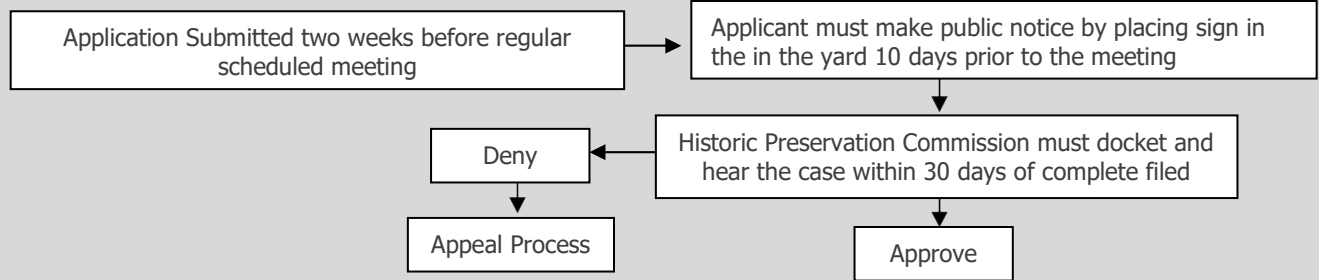 Application Submitted two weeks before regular
scheduled meeting
Applicant must make public notice by placing sign in
the in the yard 10 days prior to the meeting
Historic Preservation Commission must docket and
hear the case within 30 days of complete filed
Deny
Appeal Process
Approve